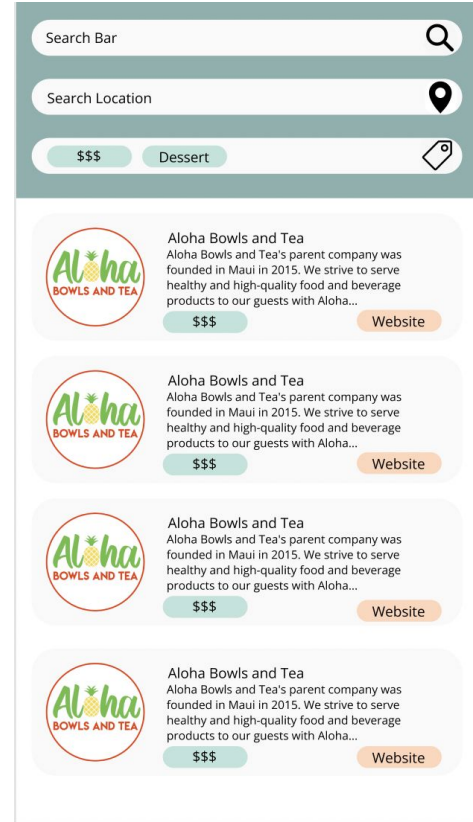 Search Bar
Search Location
$$$ Dessert
Aloha
BOWLS AND TEA
Aloha Bowls and Tea
Aloha Bowls and Tea's parent company was
founded in Maui in 2015. We strive to serve
healthy and high-quality food and beverage
products to our guests with Aloha...
$$$ Website
Aloha
BOWLS AND TEA
Aloha Bowls and Tea
Aloha Bowls and Tea's parent company was
founded in Maui in 2015. We strive to serve
healthy and high-quality food and beverage
products to our guests with Aloha...
$$$ Website
Aloha
BOWLS AND TEA
Aloha Bowls and Tea
Aloha Bowls and Tea's parent company was
founded in Maui in 2015. We strive to serve
healthy and high-quality food and beverage
products to our guests with Aloha...
$$$ Website
Aloha
BOWLS AND TEA
Aloha Bowls and Tea
Aloha Bowls and Tea's parent company was
founded in Maui in 2015. We strive to serve
healthy and high-quality food and beverage
products to our guests with Aloha...
$$$ Website